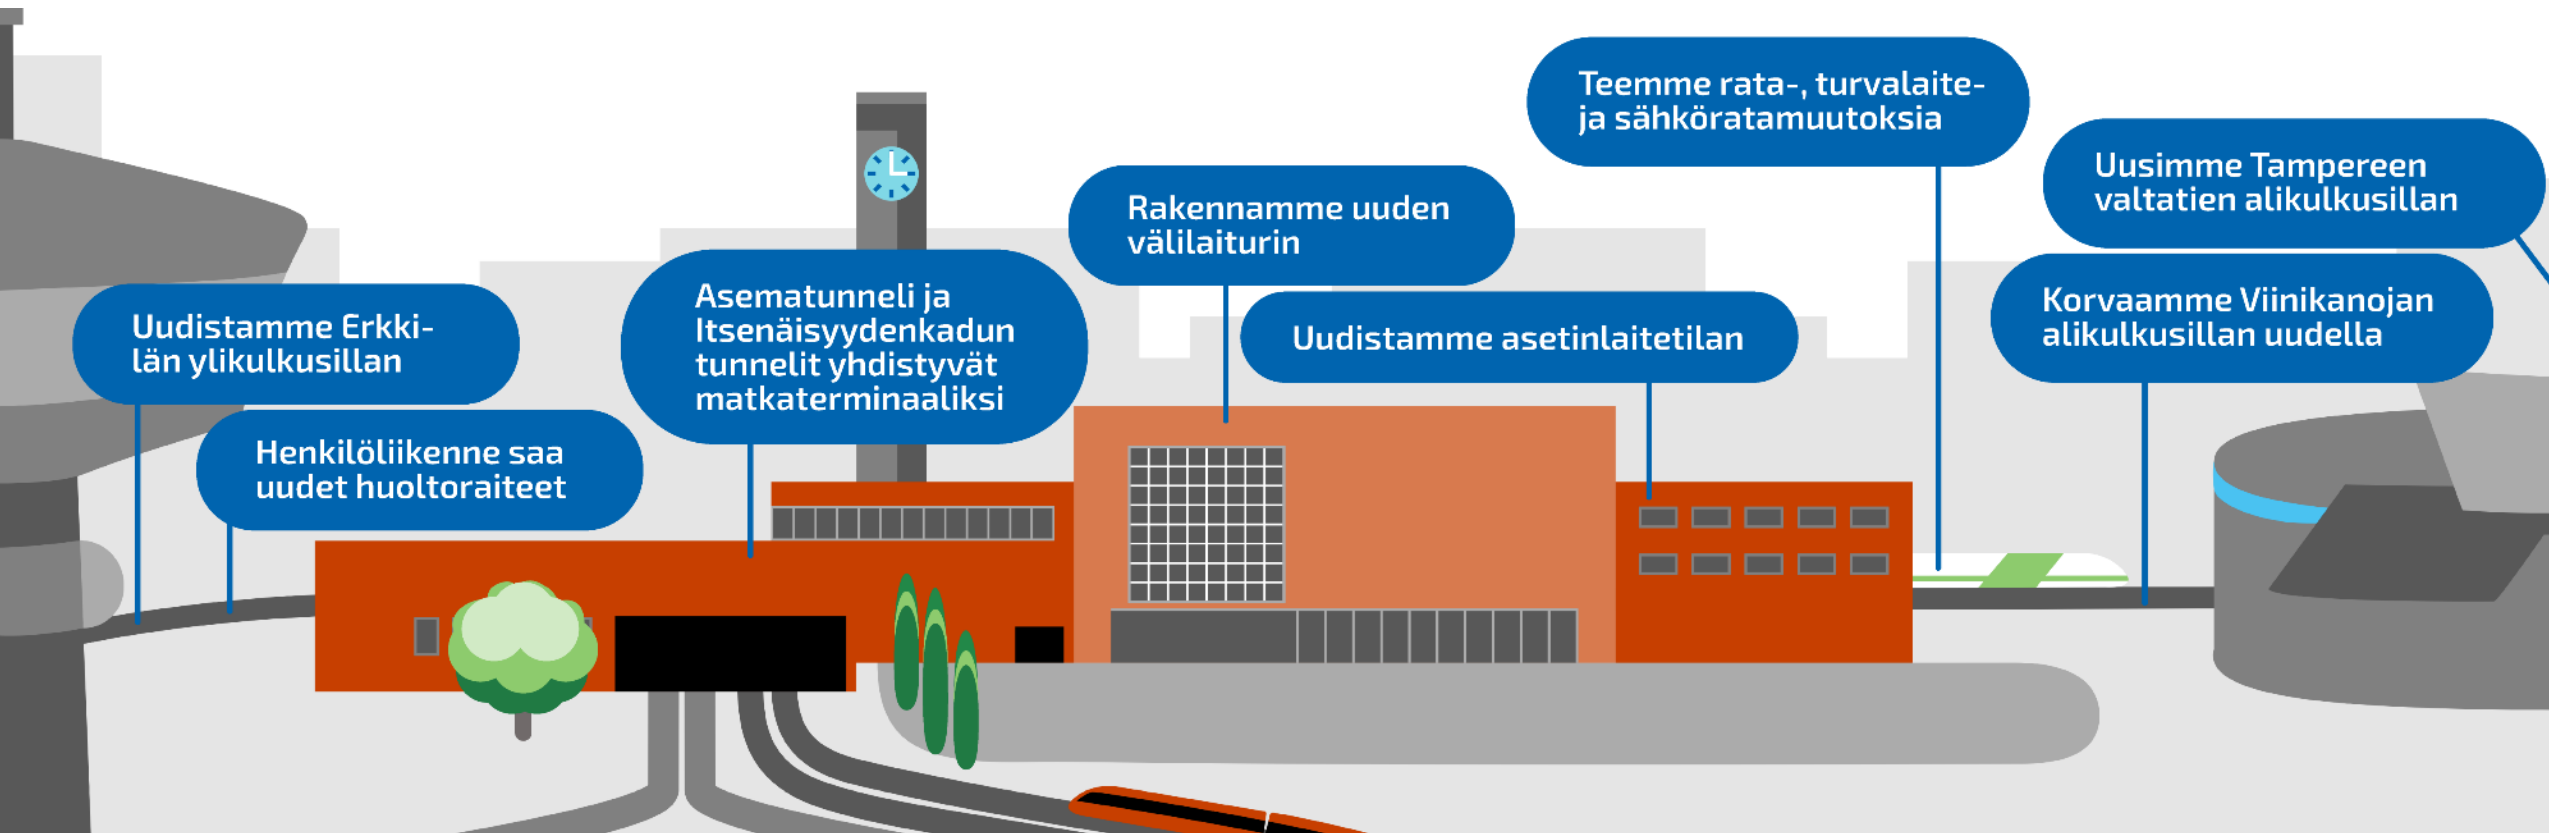 Uudistamme Erkki-
län ylikulkusillan
Henkilöliikenne saa
uudet huoltoraiteet
Asematunneli ja
Itsenäisyydenkadun
tunnelit yhdistyvät
matkaterminaaliksi
Rakennamme uuden
välilaiturin
Uudistamme asetinlaitetilan
Teemme rata-, turvalaite-
ja sähköratamuutoksia
Uusimme Tampereen
valtatien alikulkusillan
Korvaamme Viinikanojan
alikulkusillan uudella